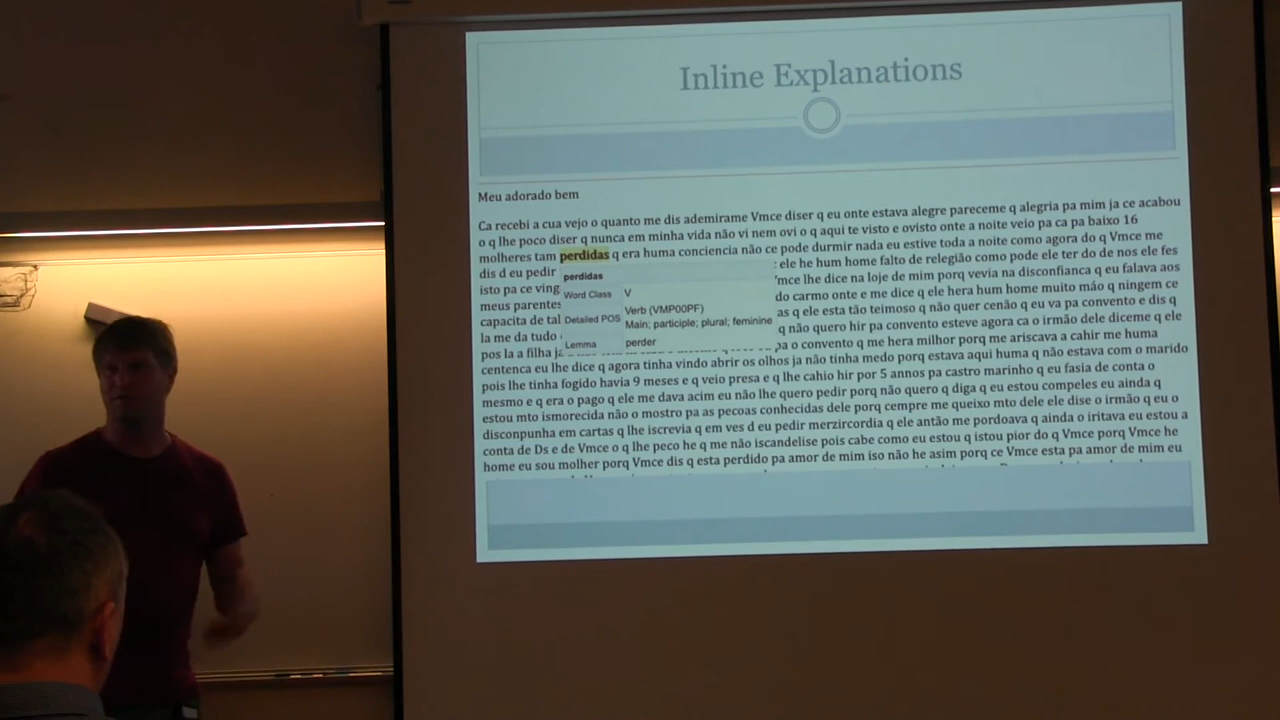 Inline Explanations
Meu adorado bem
Ca recebi a cua vejo o quanto me dis ademirame Vmce diser q eu onte estava alegre pareceme q alegria pa mim ja ce acabou
o q lhe poco diser q nunca em minha vida não vi nem ovi o q aqui te visto e ovisto onte a noite veio pa ca pa baixo 16
molheres tam perdidas q era huma conciencia não ce pode durmir nada eu estive toda a noite como agora do q Vmce me
dis d eu pedir ele he hum home falto de relegião como pode ele ter do de nos ele fes
isto pa ce ving mce lhe dice na loje de mim porq vevia na disconfianca q eu falava aos
meus parentes do carmo onte e me dice q ele hera hum home muito máo q ningem ce
capacita de tal as q ele esta tão teimoso q não quer cenão q eu va pa convento e dis q
la me da tudo q não quero hir pa convento esteve agora ca o irmão dele diceme q ele
pos la a filha pa o convento q me hera milhor porq me ariscava a cahir me huma
centenca eu lhe dice q agora tinha vindo abrir os olhos ja não tinha medo porq estava aqui huma q não estava com o marido
pois lhe tinha fogido havia 9 meses e q veio presa e q lhe cahio hir por 5 annos pa castro marinho q eu fasia de conta o
mesmo e q era o pago q ele me dava acim eu não lhe quero pedir porq não quero q diga q eu estou compeles eu ainda q
estou mto ismorecida não o mostro pa as pecoas conhecidas dele porq cempre me queixo mto dele ele dise o irmão q eu o
disconpunha em cartas q lhe iscrevia q em ves d eu pedir merzircordia q ele antão me pordoava q ainda o iritava eu estou a
conta de Ds e de Vmce o q lhe peco he q me não iscandelise pois cabe como eu estou q istou pior do q Vmce porq Vmce he
home eu sou molher porq Vmce dis q esta perdido pa amor de mim iso não he asim porq ce Vmce esta pa amor de mim eu
perdidas
Word Class V
Detailed POS Verb (VMP00PF)
Main; participle; plural; feminine
Lemma perder